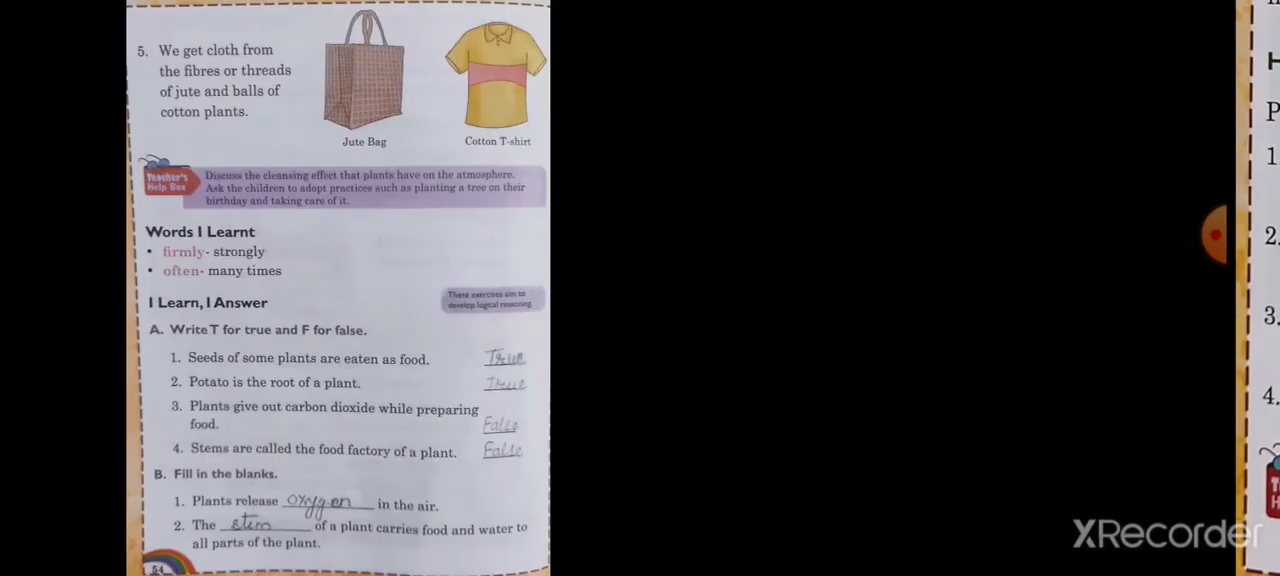 5. We get cloth from
the fibres or threads
of jute and balls of
cotton plants.
Jute Bag
Cotton T-shirt
Teacher's
Help Box
Discuss the cleansing effect that plants have on the atmosphere.
Ask the children to adopt practices such as planting a tree on their
birthday and taking care of it.
Words I Learnt
• firmly- strongly
• often- many times
I Learn, I Answer
These exercises aim to
develop logical reasoning
A. Write T for true and F for false.
1. Seeds of some plants are eaten as food. True
2. Potato is the root of a plant. True
3. Plants give out carbon dioxide while preparing
food. False
4. Stems are called the food factory of a plant. False
B. Fill in the blanks.
1. Plants release oxygen in the air.
2. The stem of a plant carries food and water to
all parts of the plant.
54
H
P
1
2.
3.
4.
T
H
XRecorder